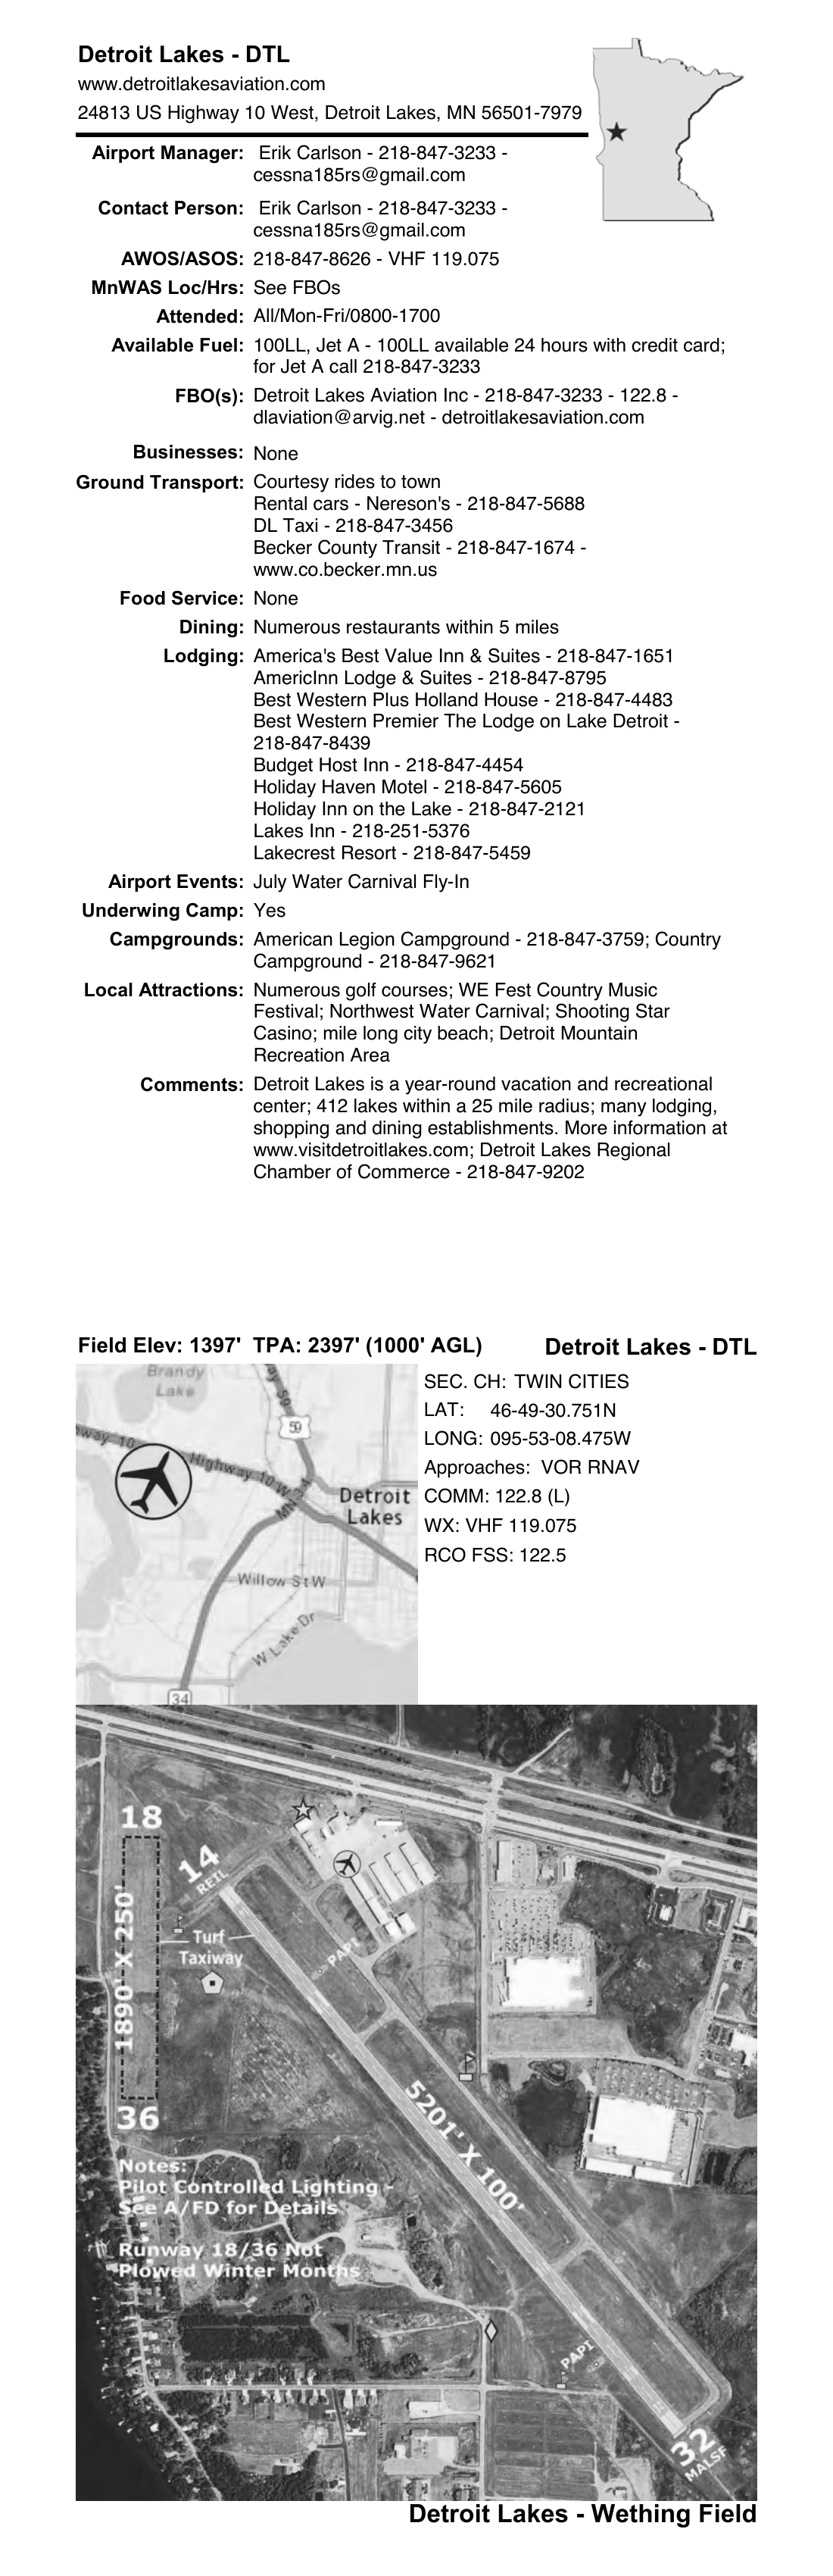 Detroit Lakes - DTL
www.detroitlakesaviation.com
24813 US Highway 10 West, Detroit Lakes, MN 56501-7979
Airport Manager: Erik Carlson - 218-847-3233 -
cessna185rs@gmail.com
Contact Person: Erik Carlson - 218-847-3233 -
cessna185rs@gmail.com
AWOS/ASOS: 218-847-8626 - VHF 119.075
MnWAS Loc/Hrs: See FBOs
Attended: All/Mon-Fri/0800-1700
Available Fuel: 100LL, Jet A - 100LL available 24 hours with credit card;
for Jet A call 218-847-3233
FBO(s): Detroit Lakes Aviation Inc - 218-847-3233 - 122.8 -
dlaviation@arvig.net - detroitlakesaviation.com
Businesses: None
Ground Transport: Courtesy rides to town
Rental cars - Nereson's - 218-847-5688
DL Taxi - 218-847-3456
Becker County Transit - 218-847-1674 -
www.co.becker.mn.us
Food Service: None
Dining: Numerous restaurants within 5 miles
Lodging: America's Best Value Inn & Suites - 218-847-1651
AmericInn Lodge & Suites - 218-847-8795
Best Western Plus Holland House - 218-847-4483
Best Western Premier The Lodge on Lake Detroit -
218-847-8439
Budget Host Inn - 218-847-4454
Holiday Haven Motel - 218-847-5605
Holiday Inn on the Lake - 218-847-2121
Lakes Inn - 218-251-5376
Lakecrest Resort - 218-847-5459
Airport Events: July Water Carnival Fly-In
Underwing Camp: Yes
Campgrounds: American Legion Campground - 218-847-3759; Country
Campground - 218-847-9621
Local Attractions: Numerous golf courses; WE Fest Country Music
Festival; Northwest Water Carnival; Shooting Star
Casino; mile long city beach; Detroit Mountain
Recreation Area
Comments: Detroit Lakes is a year-round vacation and recreational
center; 412 lakes within a 25 mile radius; many lodging,
shopping and dining establishments. More information at
www.visitdetroitlakes.com; Detroit Lakes Regional
Chamber of Commerce - 218-847-9202
Field Elev: 1397' TPA: 2397' (1000' AGL)
Detroit Lakes - DTL
Brandy
Lake
ay 59
59
way 10
Highway 10 W
MN 34
Detroit
Lakes
Willow St W
W Lake Dr
34
SEC. CH: TWIN CITIES
LAT: 46-49-30.751N
LONG: 095-53-08.475W
Approaches: VOR RNAV
COMM: 122.8 (L)
WX: VHF 119.075
RCO FSS: 122.5
18
14
REIL
1890' X 250'
Turf
Taxiway
PAPI
36
5201' X 100'
Notes:
Pilot Controlled Lighting -
See A/FD for Details
Runway 18/36 Not
Plowed Winter Months
PAPI
32
MALSF
Detroit Lakes - Wething Field